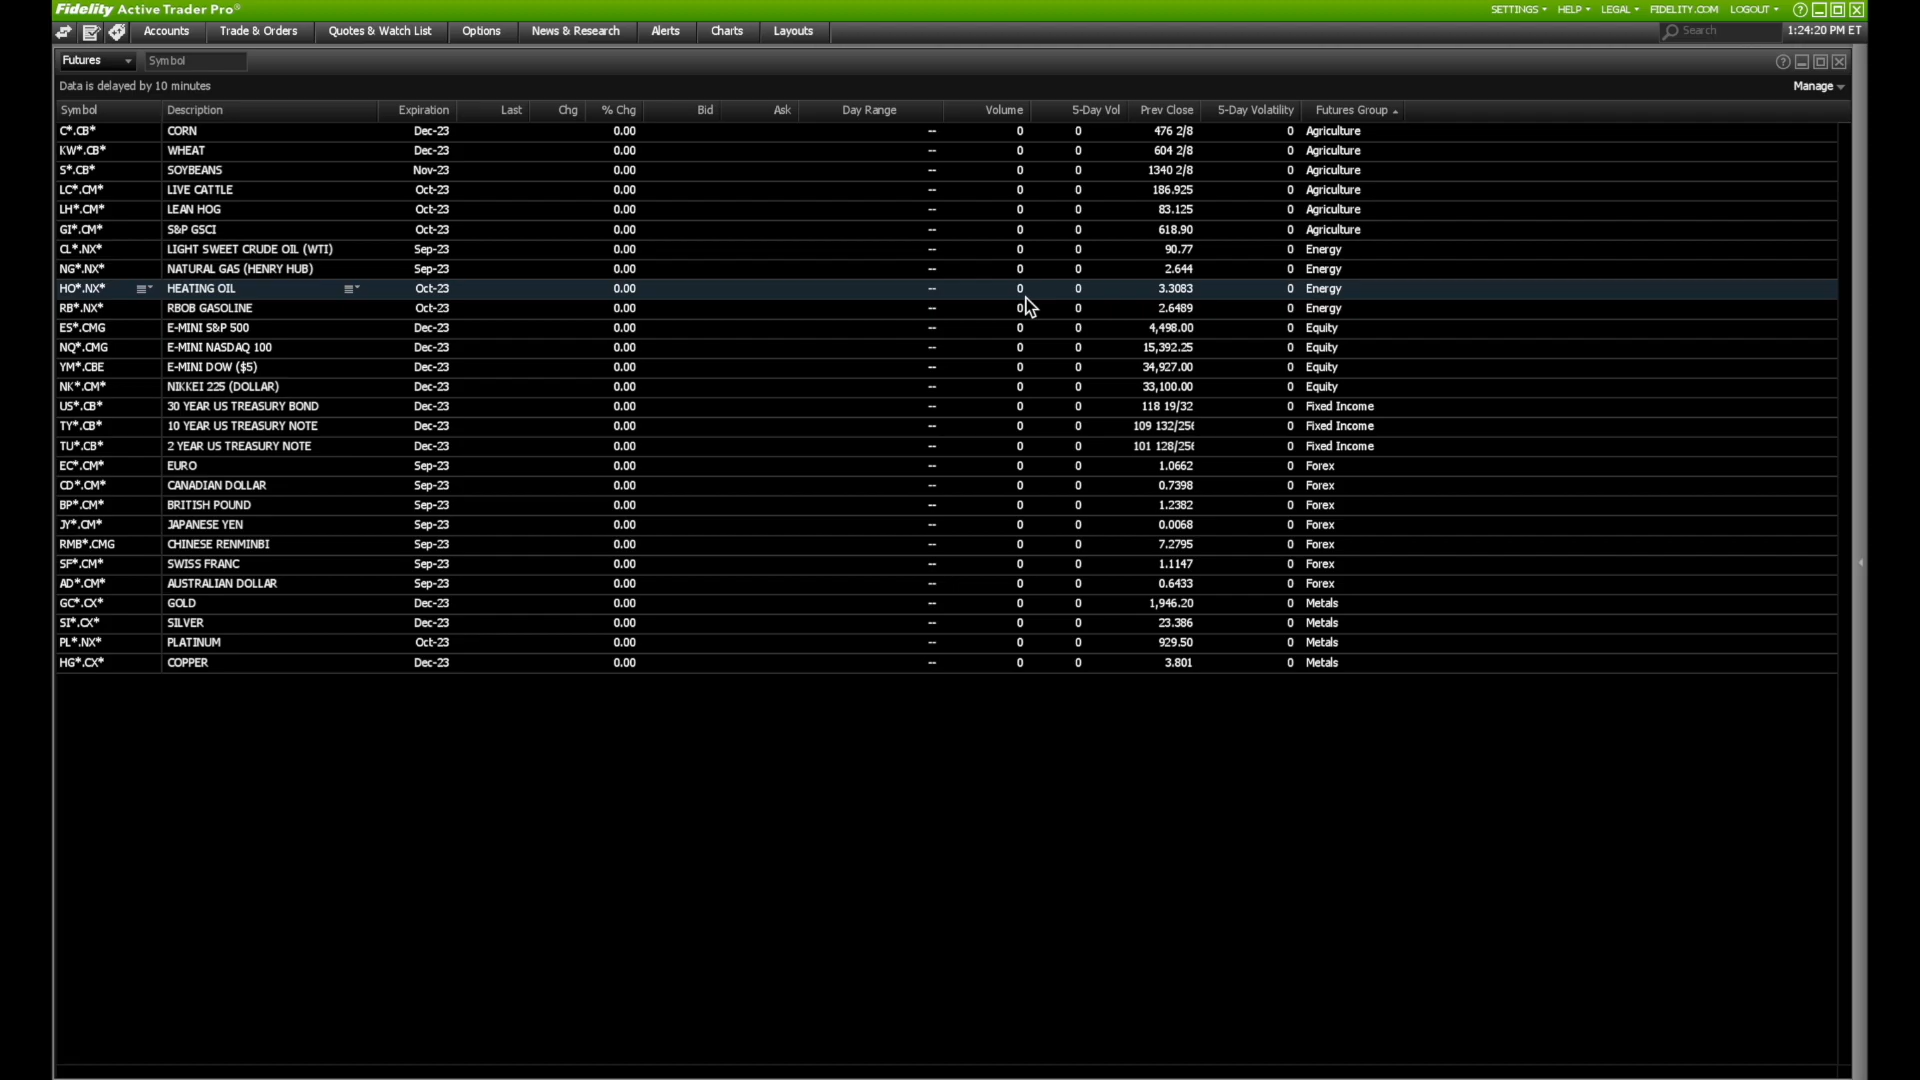 Fidelity Active Trader Pro® SETTINGS HELP LEGAL FIDELITY.COM LOGOUT ?
Accounts Trade & Orders Quotes & Watch List Options News & Research Alerts Charts Layouts Search 1:24:20 PM ET
Futures Symbol ?
Data is delayed by 10 minutes Manage
Symbol Description Expiration Last Chg % Chg Bid Ask Day Range Volume 5-Day Vol Prev Close 5-Day Volatility Futures Group
C*.CB* CORN Dec-23 0.00 -- 0 0 476 2/8 0 Agriculture
KW*.CB* WHEAT Dec-23 0.00 -- 0 0 604 2/8 0 Agriculture
S*.CB* SOYBEANS Nov-23 0.00 -- 0 0 1340 2/8 0 Agriculture
LC*.CM* LIVE CATTLE Oct-23 0.00 -- 0 0 186.925 0 Agriculture
LH*.CM* LEAN HOG Oct-23 0.00 -- 0 0 83.125 0 Agriculture
GI*.CM* S&P GSCI Oct-23 0.00 -- 0 0 618.90 0 Agriculture
CL*.NX* LIGHT SWEET CRUDE OIL (WTI) Sep-23 0.00 -- 0 0 90.77 0 Energy
NG*.NX* NATURAL GAS (HENRY HUB) Sep-23 0.00 -- 0 0 2.644 0 Energy
HO*.NX* HEATING OIL Oct-23 0.00 -- 0 0 3.3083 0 Energy
RB*.NX* RBOB GASOLINE Oct-23 0.00 -- 0 0 2.6489 0 Energy
ES*.CMG E-MINI S&P 500 Dec-23 0.00 -- 0 0 4,498.00 0 Equity
NQ*.CMG E-MINI NASDAQ 100 Dec-23 0.00 -- 0 0 15,392.25 0 Equity
YM*.CBE E-MINI DOW ($5) Dec-23 0.00 -- 0 0 34,927.00 0 Equity
NK*.CM* NIKKEI 225 (DOLLAR) Dec-23 0.00 -- 0 0 33,100.00 0 Equity
US*.CB* 30 YEAR US TREASURY BOND Dec-23 0.00 -- 0 0 118 19/32 0 Fixed Income
TY*.CB* 10 YEAR US TREASURY NOTE Dec-23 0.00 -- 0 0 109 132/256 0 Fixed Income
TU*.CB* 2 YEAR US TREASURY NOTE Dec-23 0.00 -- 0 0 101 128/256 0 Fixed Income
EC*.CM* EURO Sep-23 0.00 -- 0 0 1.0662 0 Forex
CD*.CM* CANADIAN DOLLAR Sep-23 0.00 -- 0 0 0.7398 0 Forex
BP*.CM* BRITISH POUND Sep-23 0.00 -- 0 0 1.2382 0 Forex
JY*.CM* JAPANESE YEN Sep-23 0.00 -- 0 0 0.0068 0 Forex
RMB*.CMG CHINESE RENMINBI Sep-23 0.00 -- 0 0 7.2795 0 Forex
SF*.CM* SWISS FRANC Sep-23 0.00 -- 0 0 1.1147 0 Forex
AD*.CM* AUSTRALIAN DOLLAR Sep-23 0.00 -- 0 0 0.6433 0 Forex
GC*.CX* GOLD Dec-23 0.00 -- 0 0 1,946.20 0 Metals
SI*.CX* SILVER Dec-23 0.00 -- 0 0 23.386 0 Metals
PL*.NX* PLATINUM Oct-23 0.00 -- 0 0 929.50 0 Metals
HG*.CX* COPPER Dec-23 0.00 -- 0 0 3.801 0 Metals